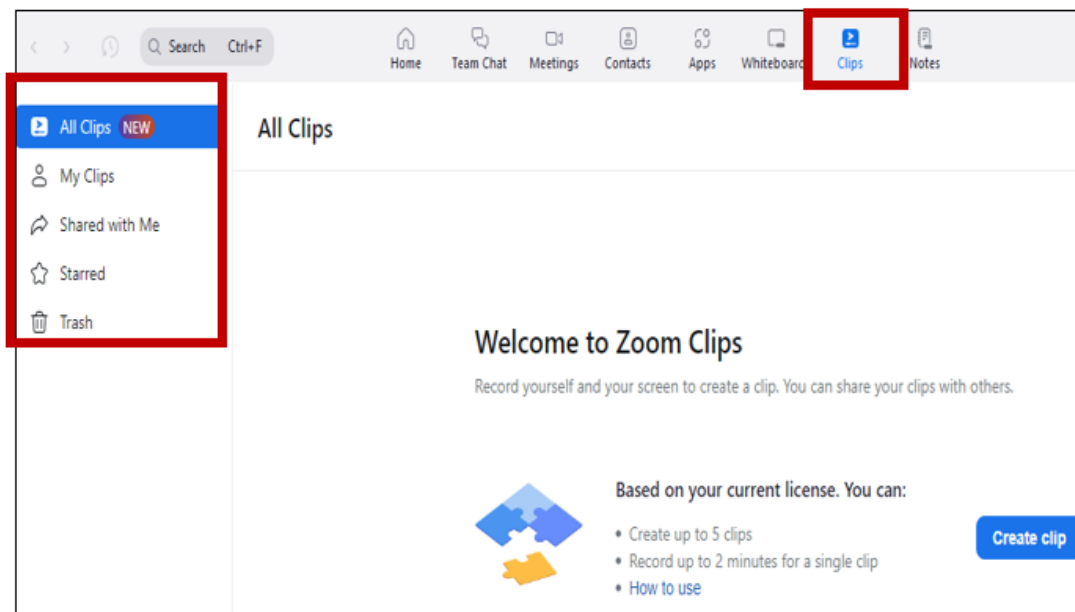 Search Ctrl+F
Home Team Chat Meetings Contacts Apps Whiteboard Clips Notes
All Clips NEW
My Clips
Shared with Me
Starred
Trash
All Clips
Welcome to Zoom Clips
Record yourself and your screen to create a clip. You can share your clips with others.
Based on your current license. You can:
• Create up to 5 clips
• Record up to 2 minutes for a single clip
• How to use
Create clip